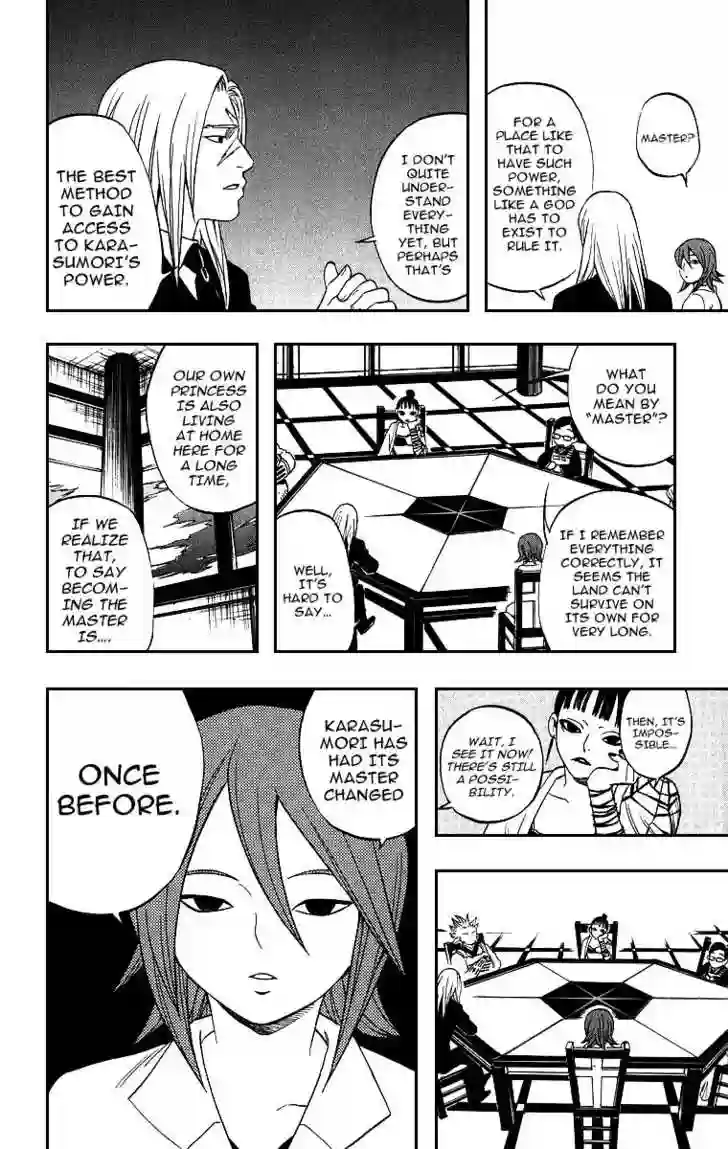 MASTER?
FOR A
PLACE LIKE
THAT TO
HAVE SUCH
POWER,
SOMETHING
LIKE A GOD
HAS TO
EXIST TO
RULE IT.
I DON'T
QUITE
UNDER-
STAND
EVERY-
THING
YET, BUT
PERHAPS
THAT'S
THE BEST
METHOD
TO GAIN
ACCESS
TO KARA-
SUMORI'S
POWER.
WHAT
DO YOU
MEAN BY
"MASTER"?
IF I REMEMBER
EVERYTHING
CORRECTLY, IT
SEEMS THE
LAND CAN'T
SURVIVE ON
ITS OWN FOR
VERY LONG.
WELL,
IT'S
HARD TO
SAY...
OUR OWN
PRINCESS
IS ALSO
LIVING
AT HOME
HERE FOR
A LONG
TIME,
IF WE
REALIZE
THAT,
TO SAY
BECOM-
ING THE
MASTER
IS....
THEN, IT'S
IMPOS-
SIBLE...
WAIT, I
SEE IT NOW!
THERE'S STILL
A POSSI-
BILITY.
KARASU-
MORI HAS
HAD ITS
MASTER
CHANGED
ONCE
BEFORE.